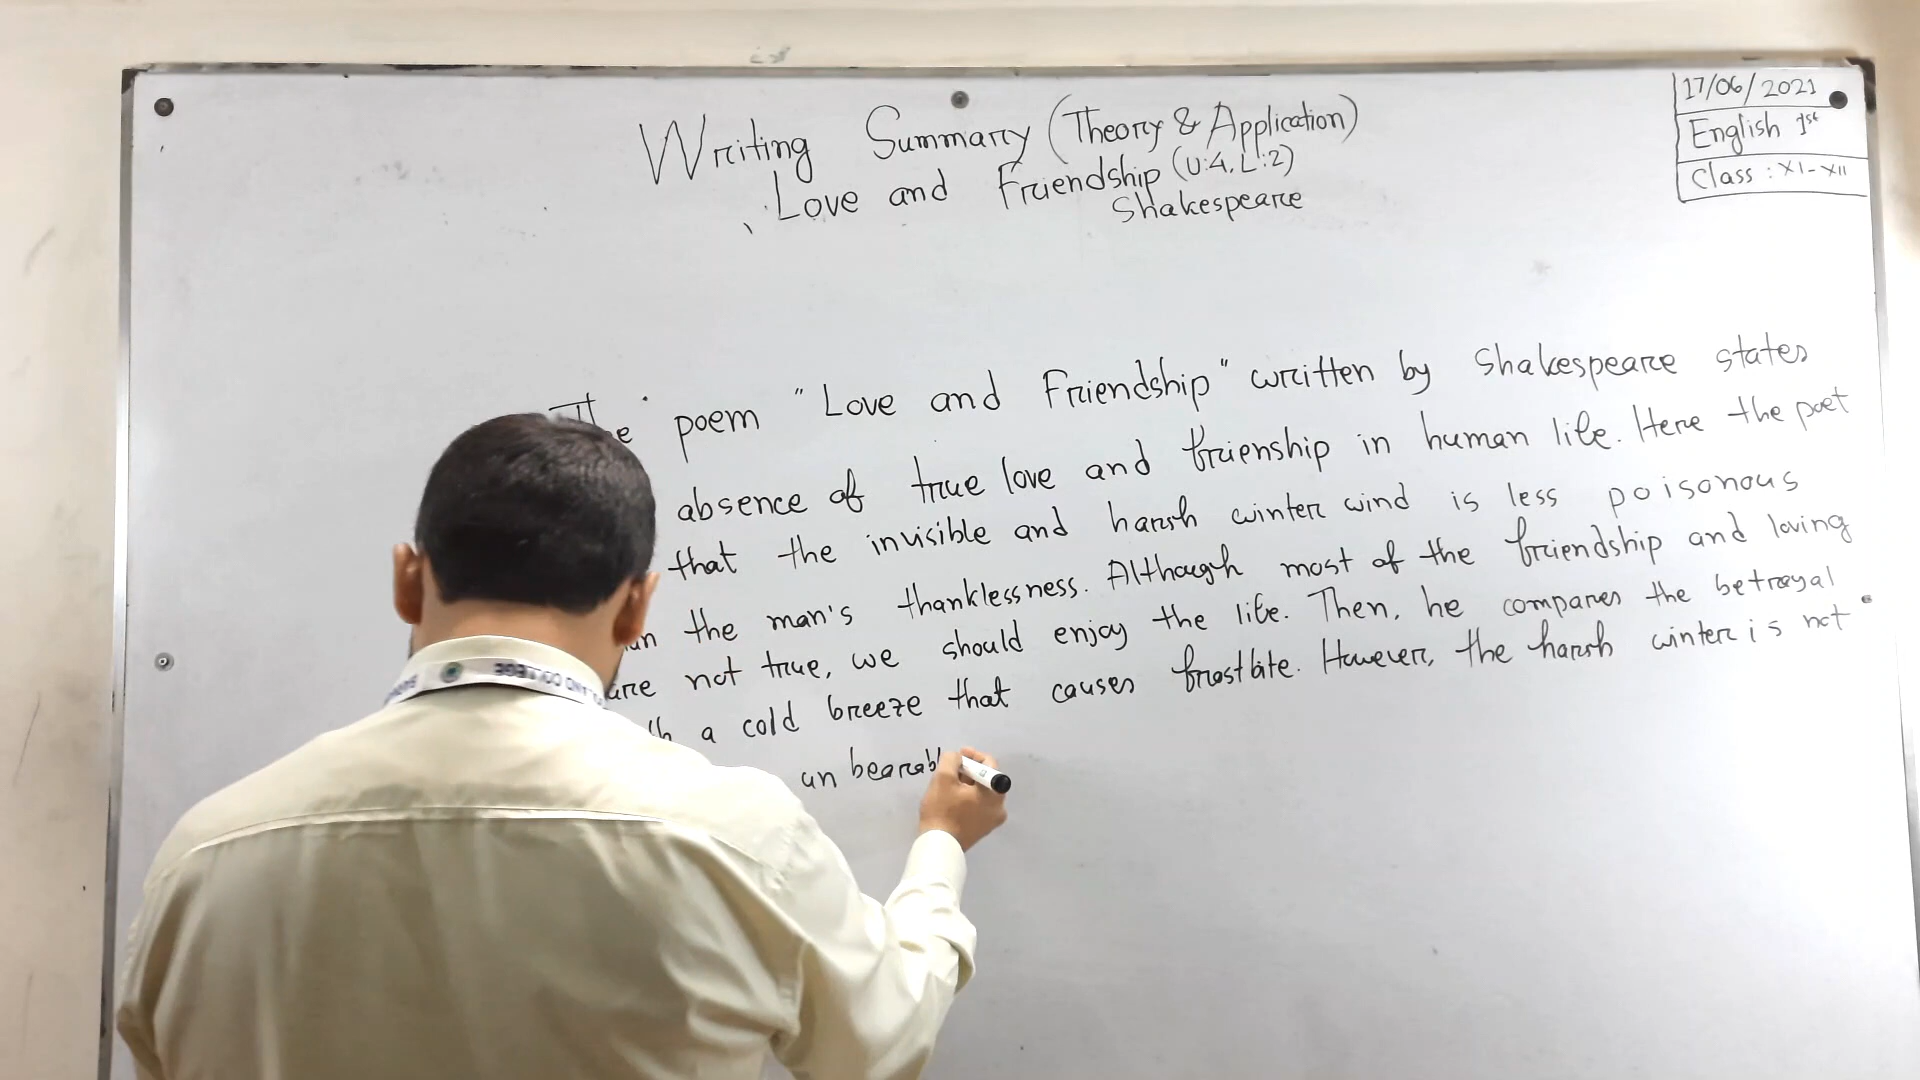 Writing Summary (Theory & Application)
Love and Friendship (U:4, L:2)
Shakespeare
17/06/2021
English 1st
Class : XI-XII
The poem "Love and Friendship" written by Shakespeare states
absence of true love and frienship in human life. Here the poet
that the invisible and harsh winter wind is less poisonous
the man's thanklessness. Although most of the friendship and loving
are not true, we should enjoy the life. Then, he compares the betrayal
a cold breeze that causes frostbite. However, the harsh winter is not
un bearabl